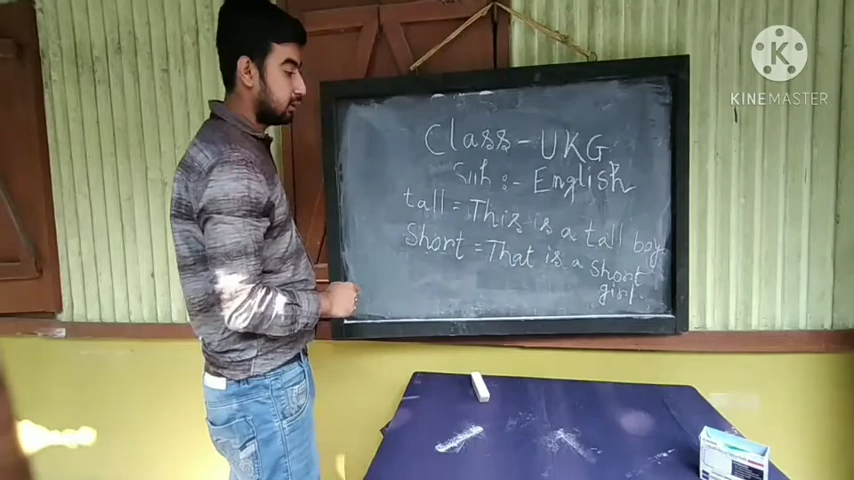 Class - UKG
Sub :- English
tall = This is a tall boy.
Short = That is a short
girl.
KINEMASTER